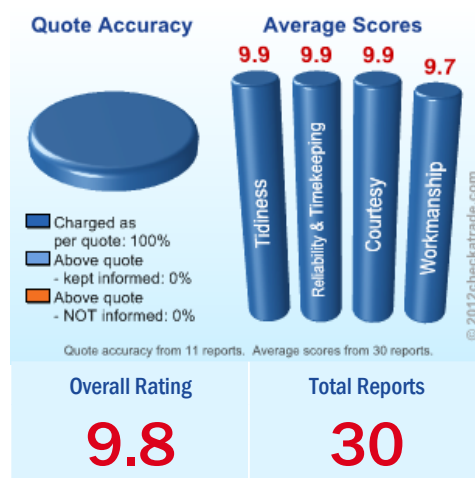 Quote Accuracy
Average Scores
9.9
9.9
9.9
9.7
Tidiness
Reliability & Timekeeping
Courtesy
Workmanship
Charged as
per quote: 100%
Above quote
- kept informed: 0%
Above quote
- NOT informed: 0%
© 2012checkatrade.com
Quote accuracy from 11 reports. Average scores from 30 reports.
Overall Rating
Total Reports
9.8
30